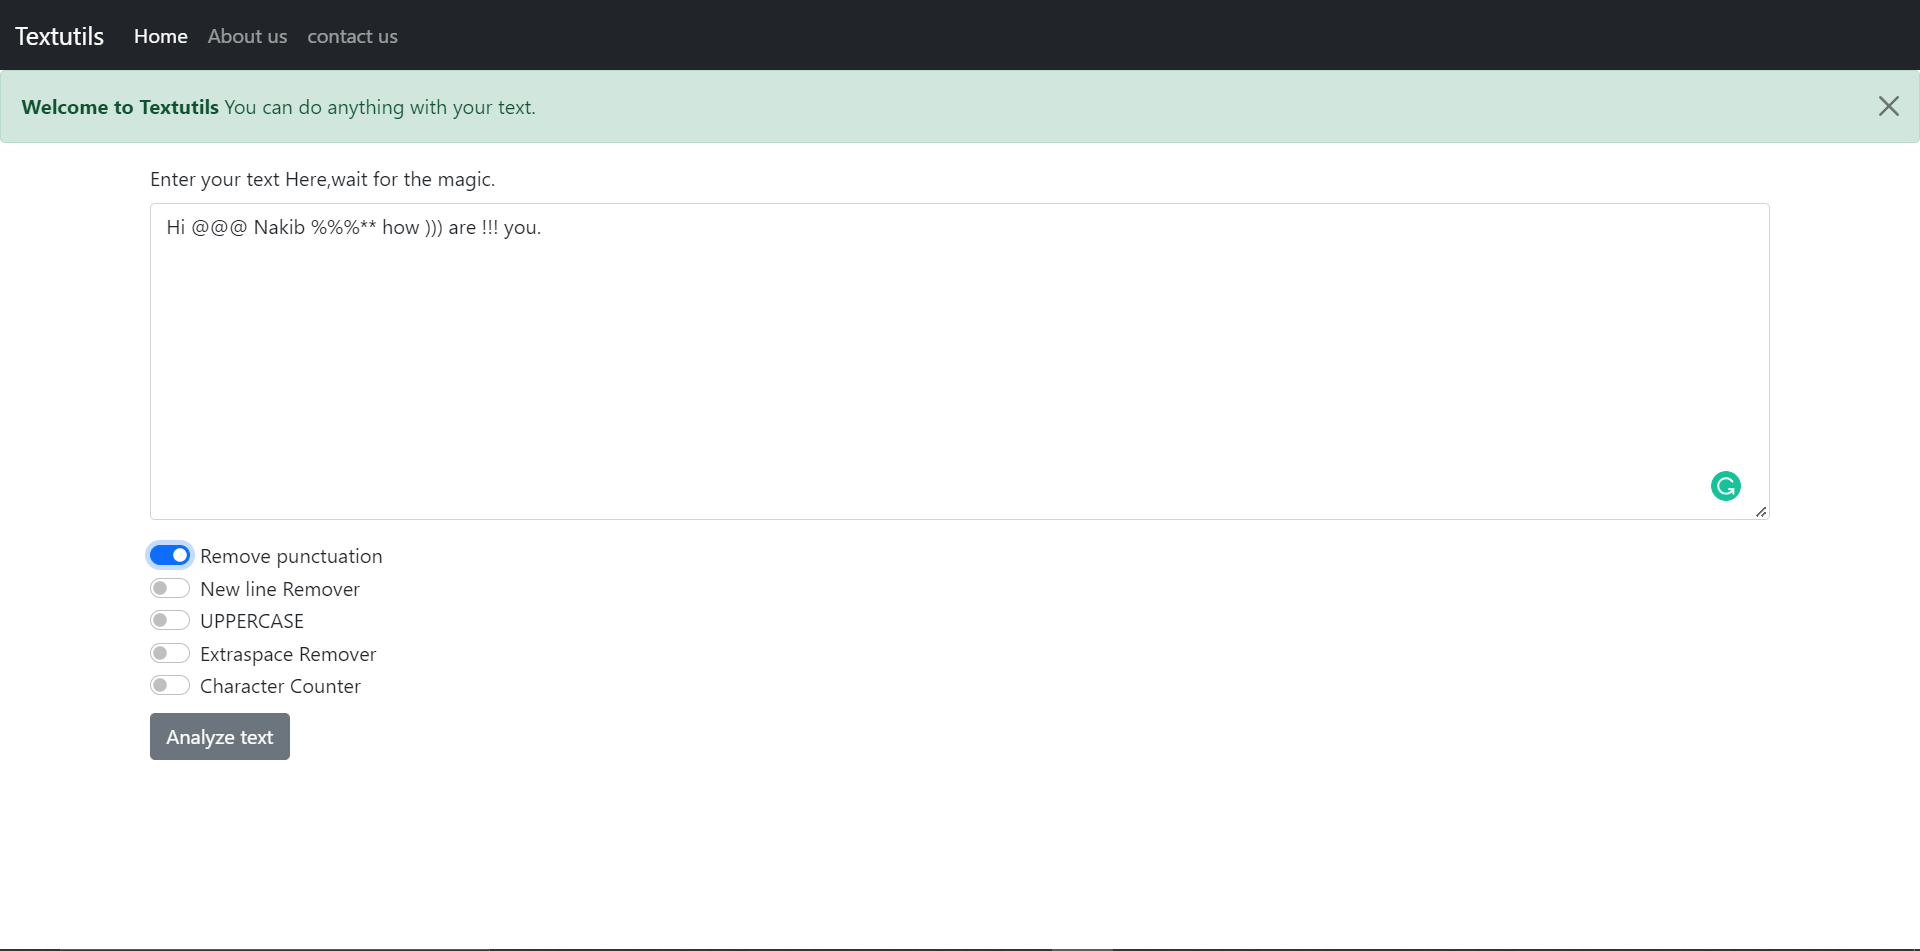 Textutils Home About us contact us
Welcome to Textutils You can do anything with your text.
Enter your text Here,wait for the magic.
Hi @@@ Nakib %%%** how ))) are !!! you.
Remove punctuation
New line Remover
UPPERCASE
Extraspace Remover
Character Counter
Analyze text